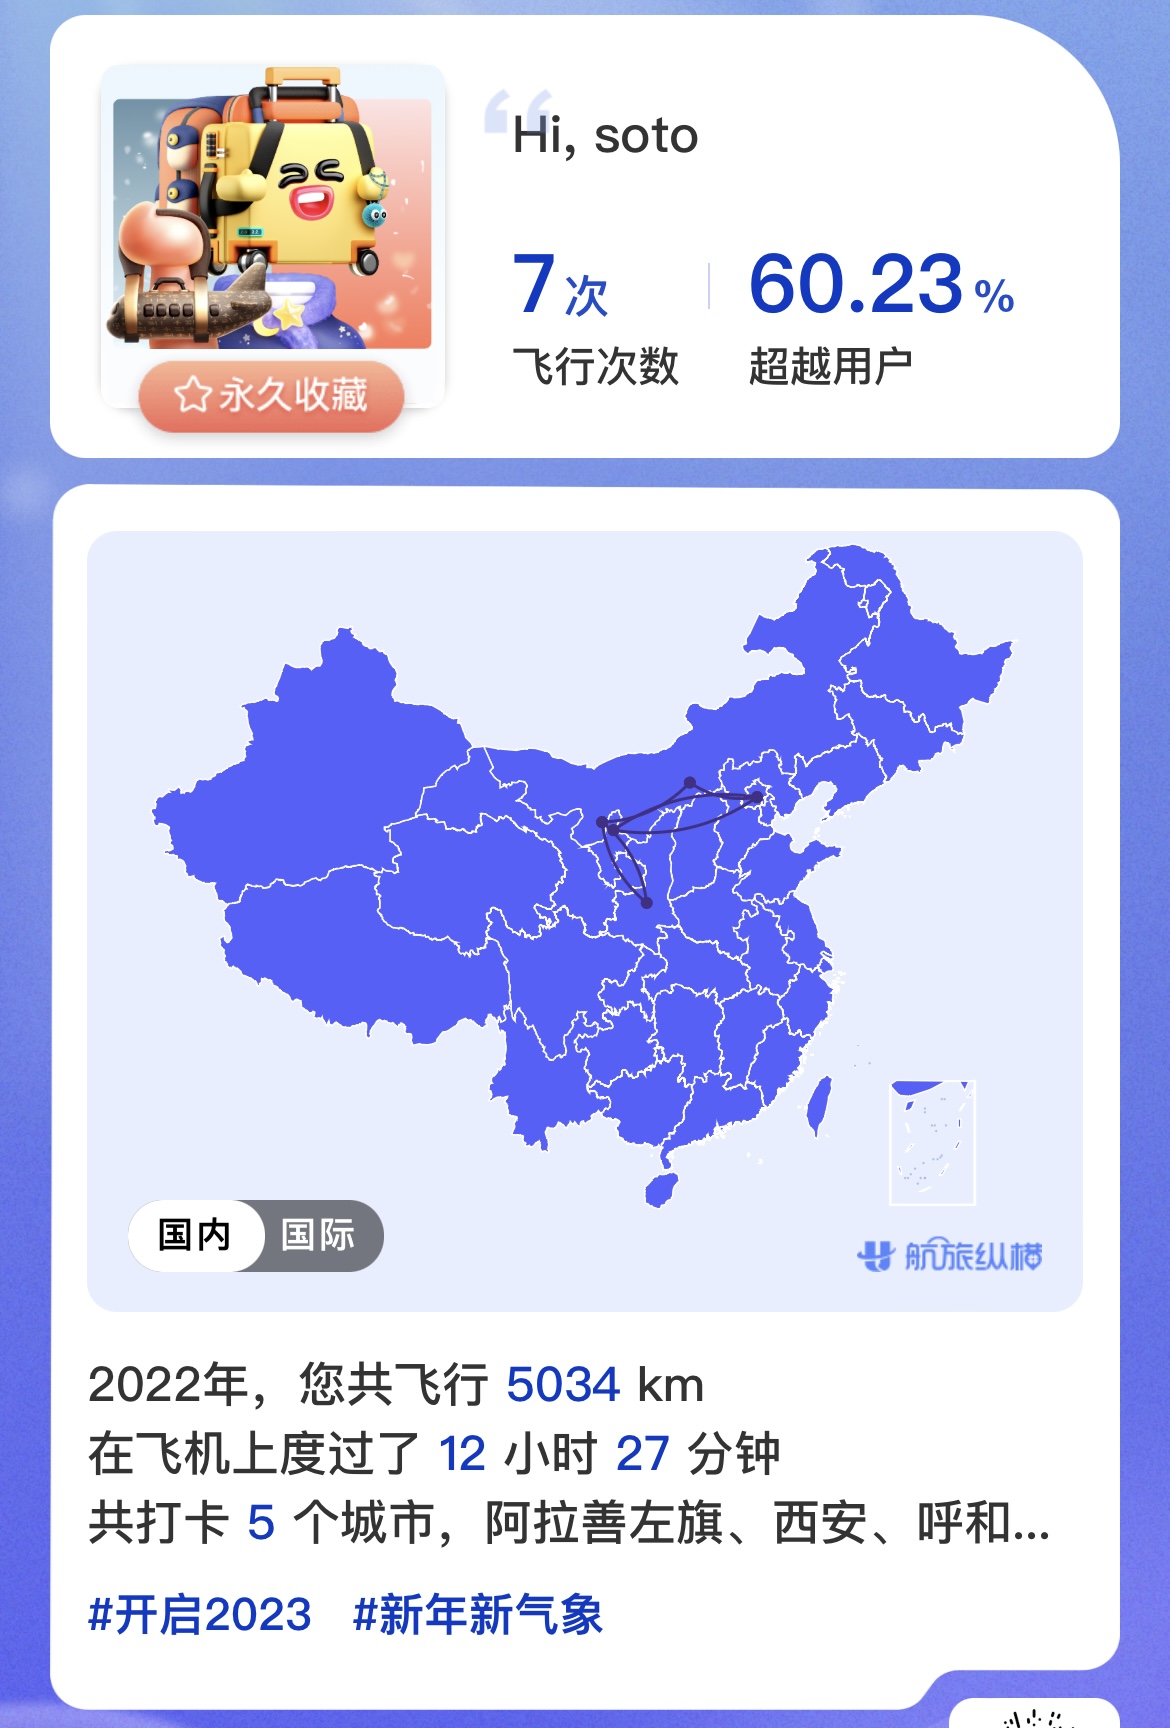 Hi, soto
7 次
60.23 %
飞行次数
超越用户
永久收藏
国内
国际
航旅纵横
2022年，您共飞行 5034 km
在飞机上度过了 12 小时 27 分钟
共打卡 5 个城市，阿拉善左旗、西安、呼和...
#开启2023 #新年新气象